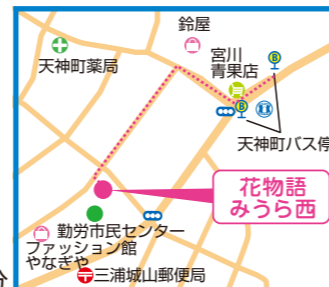 鈴屋
天神町薬局
宮川
青果店
B
B
天神町バス停
花物語
みうら西
勤労市民センター
ファッション館
やなぎや
三浦城山郵便局
分